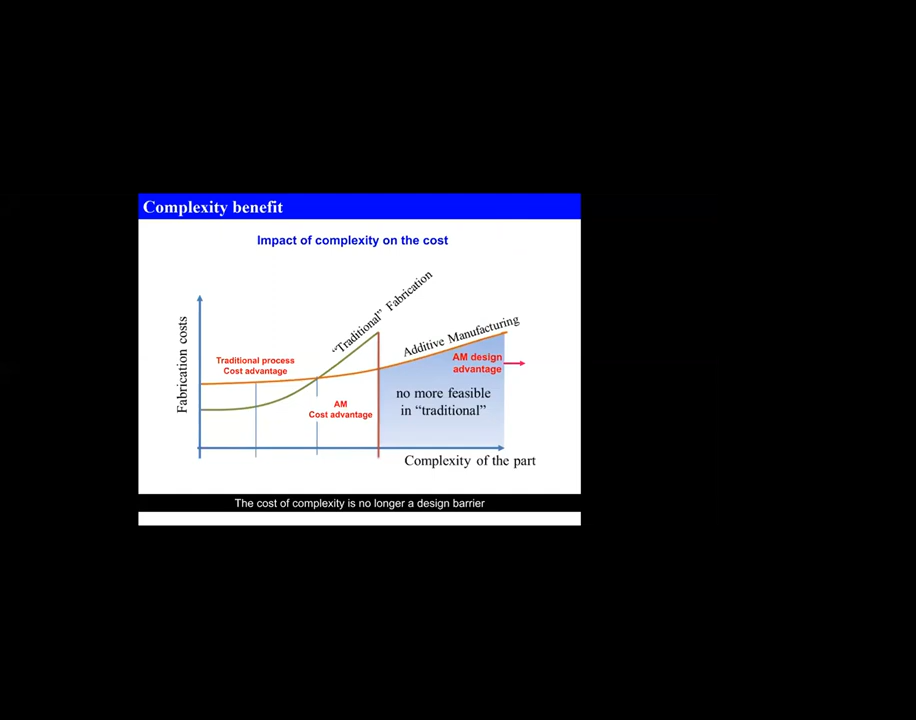 Complexity benefit
Impact of complexity on the cost
"Traditional" Fabrication
Additive Manufacturing
Fabrication costs
Traditional process
Cost advantage
AM design
advantage
AM
Cost advantage
no more feasible
in "traditional"
Complexity of the part
The cost of complexity is no longer a design barrier